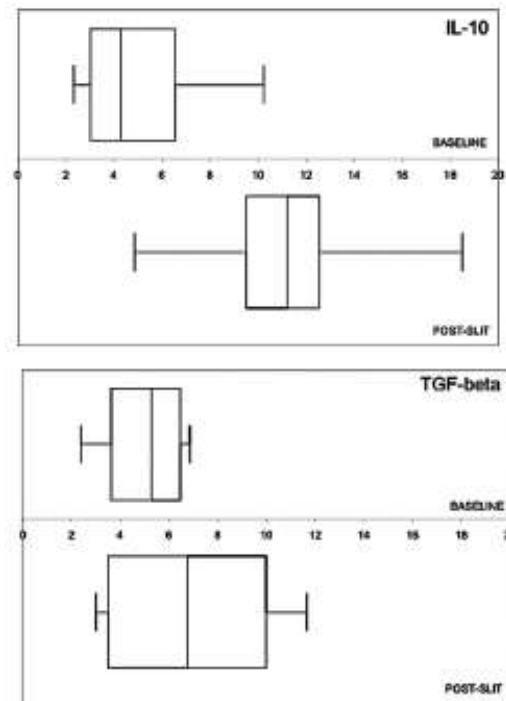 IL-10
BASELINE
0 2 4 6 8 10 12 14 16 18 20
POST-SLIT
TGF-beta
BASELINE
0 2 4 6 8 10 12 14 16 18
POST-SLIT